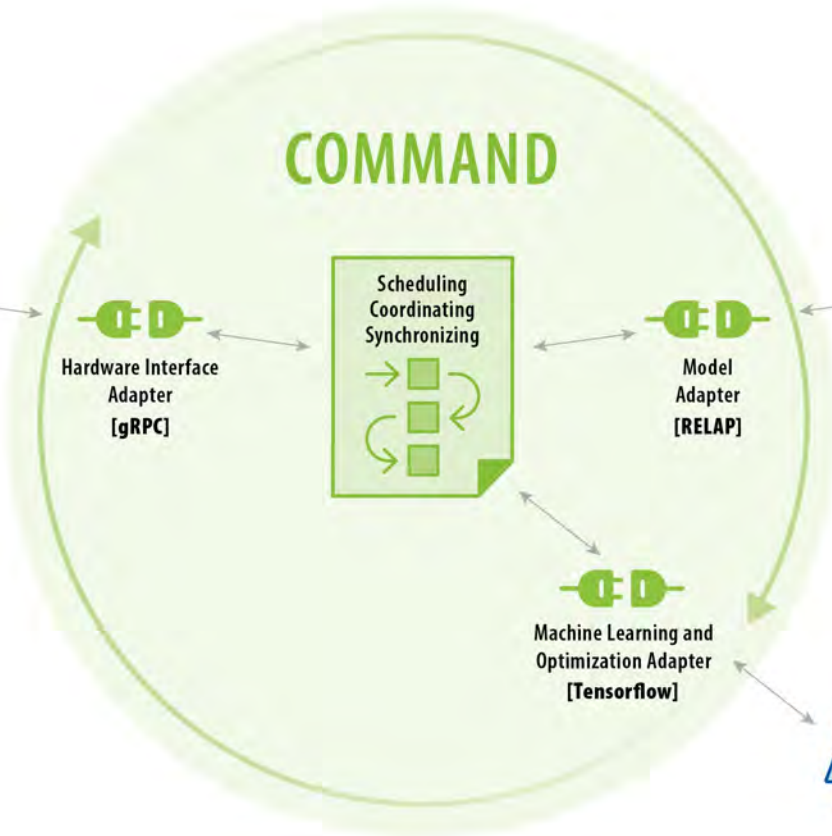 COMMAND
Scheduling
Coordinating
Synchronizing
Hardware Interface
Adapter
[gRPC]
Model
Adapter
[RELAP]
Machine Learning and
Optimization Adapter
[Tensorflow]